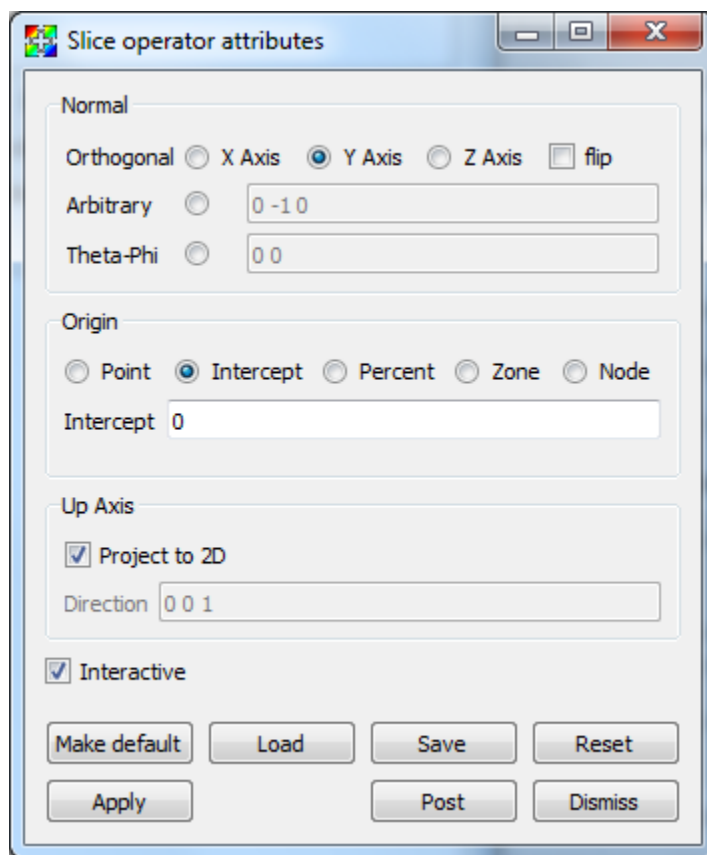 Slice operator attributes
Normal
Orthogonal X Axis Y Axis Z Axis flip
Arbitrary 0 -1 0
Theta-Phi 0 0
Origin
Point Intercept Percent Zone Node
Intercept 0
Up Axis
Project to 2D
Direction 0 0 1
Interactive
Make default Load Save Reset
Apply Post Dismiss